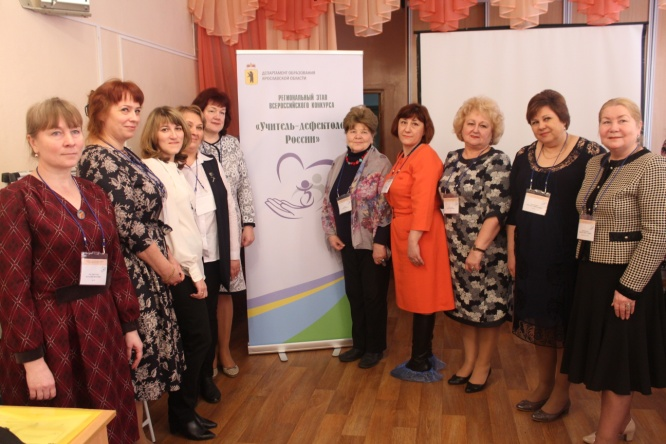 ДЕПАРТАМЕНТ ОБРАЗОВАНИЯ
ЯРОСЛАВСКОЙ ОБЛАСТИ
РЕГИОНАЛЬНЫЙ ЭТАП
ВСЕРОССИЙСКОГО КОНКУРСА
«Учитель–дефектолог
России»